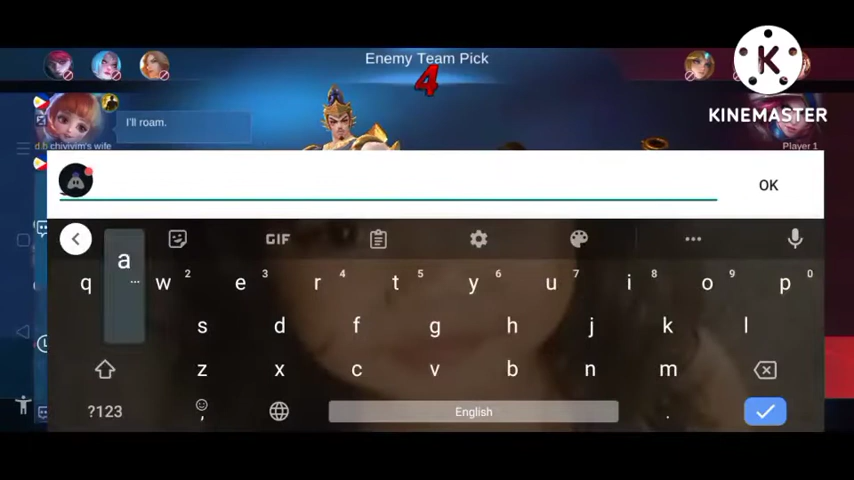 Enemy Team Pick
4
K
KINEMASTER
I'll roam.
d.b chivivim's wife
Player 1
OK
GIF
a
...
q w 2 e 3 r 4 t 5 y 6 u 7 i 8 o 9 p 0
s d f g h j k l
z x c v b n m
?123 , English .